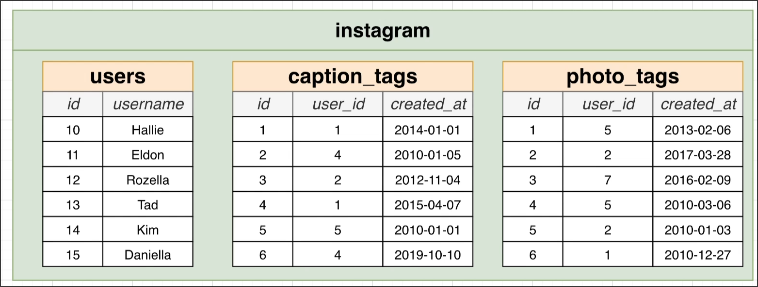 instagram
users caption_tags photo_tags
id username id user_id created_at id user_id created_at
10 Hallie 1 1 2014-01-01 1 5 2013-02-06
11 Eldon 2 4 2010-01-05 2 2 2017-03-28
12 Rozella 3 2 2012-11-04 3 7 2016-02-09
13 Tad 4 1 2015-04-07 4 5 2010-03-06
14 Kim 5 5 2010-01-01 5 2 2010-01-03
15 Daniella 6 4 2019-10-10 6 1 2010-12-27